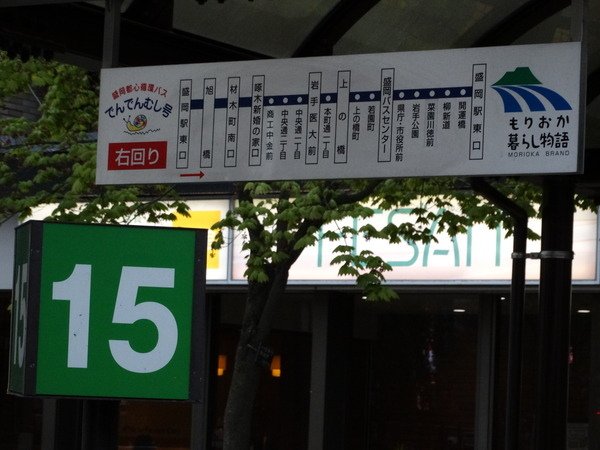 盛岡都心循環バス
でんでんむし号
右回り
盛岡駅東口
旭橋
材木町南口
啄木新婚の家口
商工中金前
中央通二丁目
中央通一丁目
岩手医大前
本町通一丁目
上の橋
上の橋町
若園町
盛岡バスセンター
県庁・市役所前
岩手公園
菜園川徳前
柳新道
開運橋
盛岡駅東口
もりおか
暮らし物語
MORIOKA BRAND
FESAN
15
15